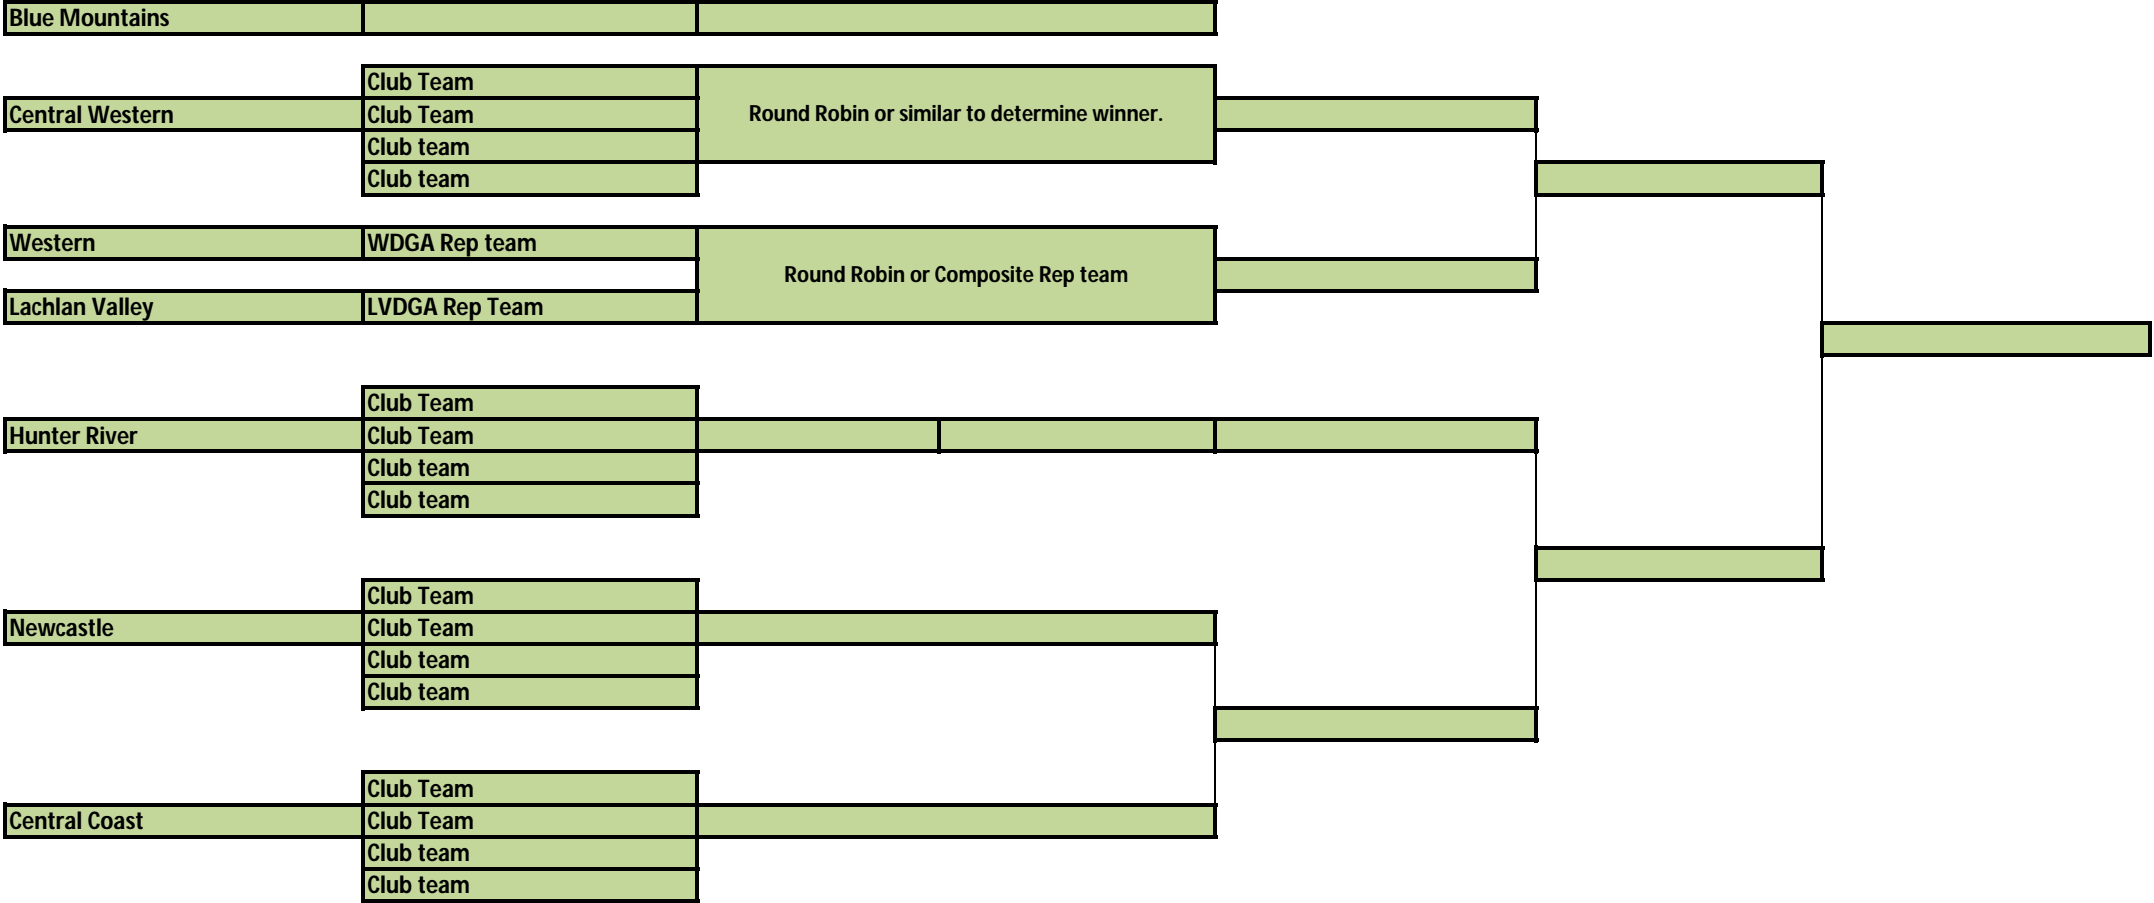 Blue Mountains
Club Team
Central Western
Club Team
Round Robin or similar to determine winner.
Club team
Club team
Western
WDGA Rep team
Round Robin or Composite Rep team
Lachlan Valley
LVDGA Rep Team
Club Team
Hunter River
Club Team
Club team
Club team
Club Team
Newcastle
Club Team
Club team
Club team
Club Team
Central Coast
Club Team
Club team
Club team